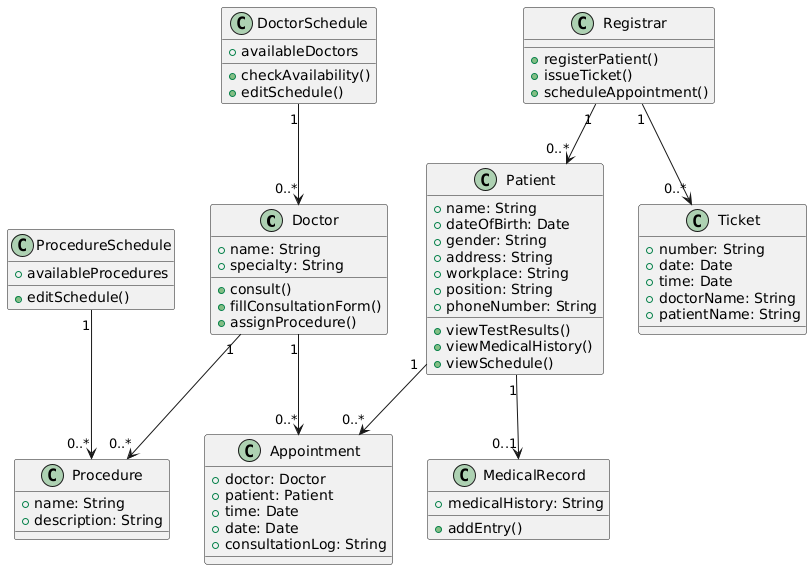 C DoctorSchedule
availableDoctors
checkAvailability()
editSchedule()
C Registrar
registerPatient()
issueTicket()
scheduleAppointment()
1
0..*
1
0..*
1
0..*
C ProcedureSchedule
availableProcedures
editSchedule()
C Doctor
name: String
specialty: String
consult()
fillConsultationForm()
assignProcedure()
C Patient
name: String
dateOfBirth: Date
gender: String
address: String
workplace: String
position: String
phoneNumber: String
viewTestResults()
viewMedicalHistory()
viewSchedule()
C Ticket
number: String
date: Date
time: Date
doctorName: String
patientName: String
1
0..*
1
0..*
1
0..*
1
0..*
1
0..1
C Procedure
name: String
description: String
C Appointment
doctor: Doctor
patient: Patient
time: Date
date: Date
consultationLog: String
C MedicalRecord
medicalHistory: String
addEntry()